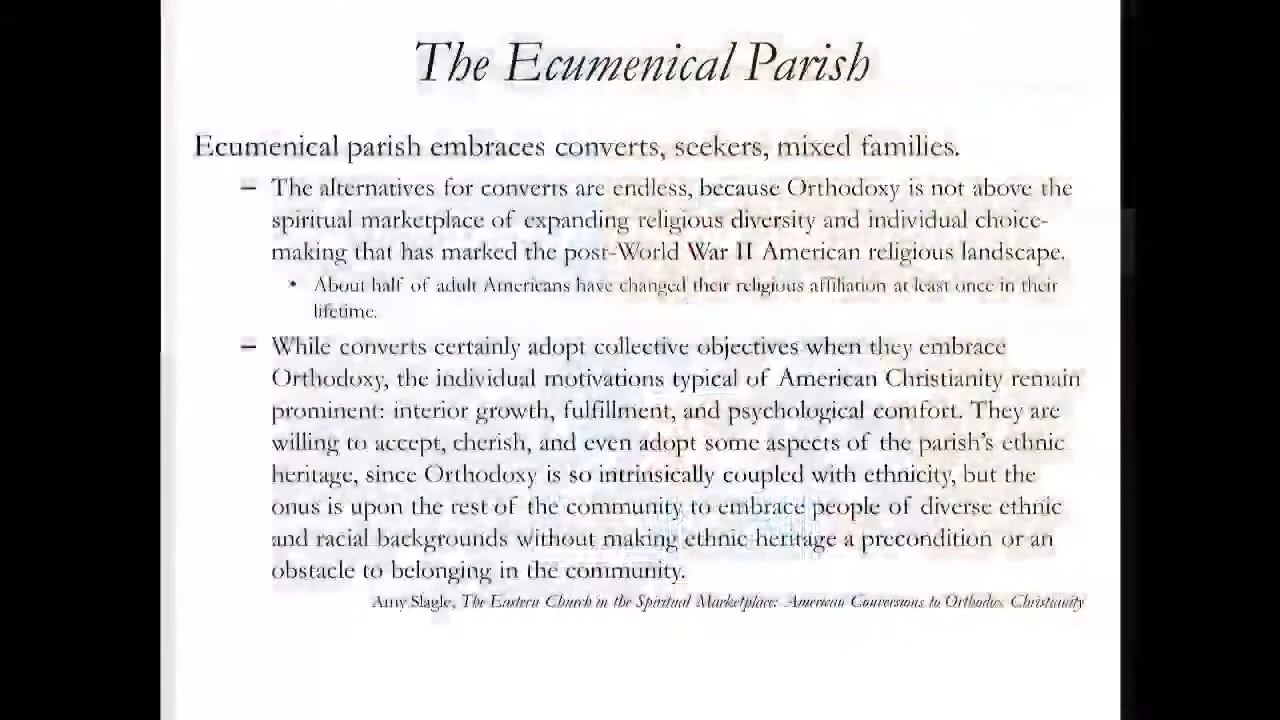 The Ecumenical Parish
Ecumenical parish embraces converts, seekers, mixed families.
– The alternatives for converts are endless, because Orthodoxy is not above the
spiritual marketplace of expanding religious diversity and individual choice-
making that has marked the post-World War II American religious landscape.
• About half of adult Americans have changed their religious affiliation at least once in their
lifetime.
– While converts certainly adopt collective objectives when they embrace
Orthodoxy, the individual motivations typical of American Christianity remain
prominent: interior growth, fulfillment, and psychological comfort. They are
willing to accept, cherish, and even adopt some aspects of the parish's ethnic
heritage, since Orthodoxy is so intrinsically coupled with ethnicity, but the
onus is upon the rest of the community to embrace people of diverse ethnic
and racial backgrounds without making ethnic heritage a precondition or an
obstacle to belonging in the community.
Amy Slagle, The Eastern Church in the Spiritual Marketplace: American Conversions to Orthodox Christianity